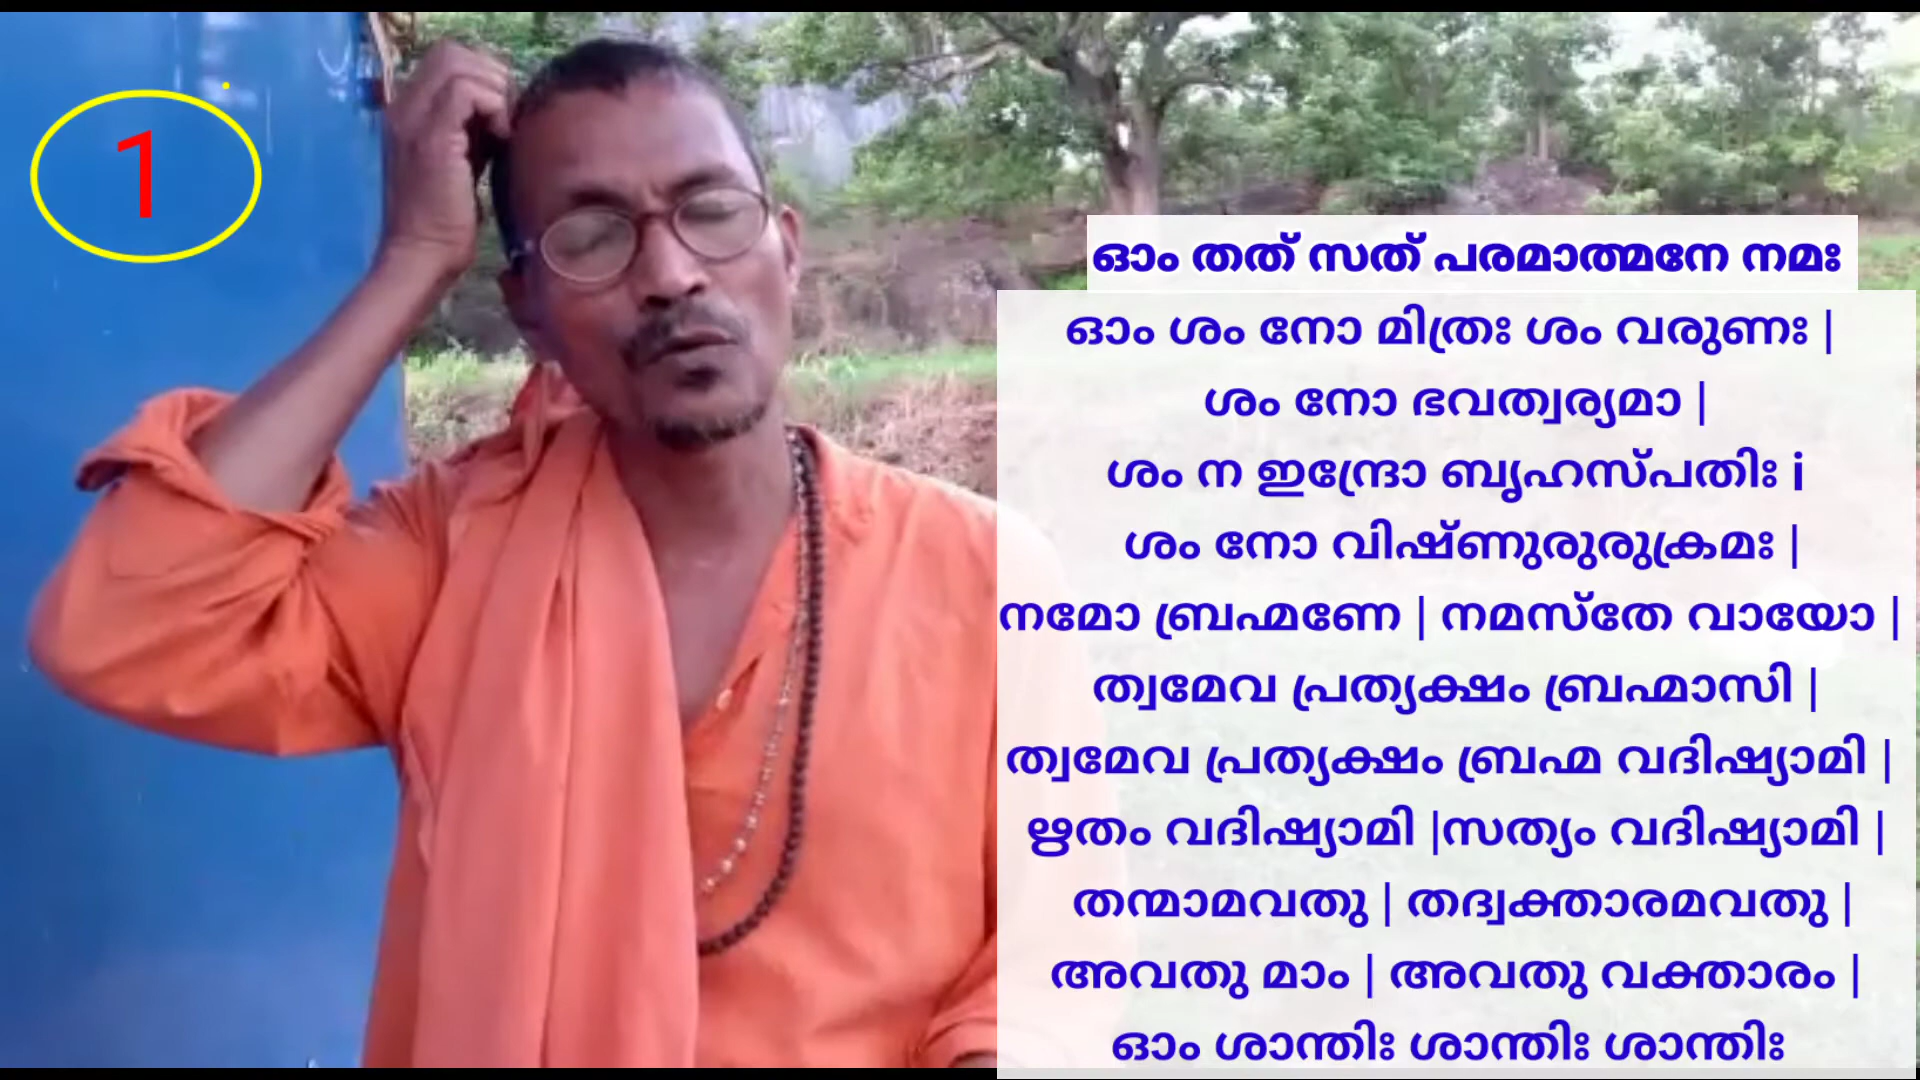 1
ഓം തത് സത് പരമാത്മനേ നമഃ
ഓം ശം നോ മിത്രഃ ശം വരുണഃ |
ശം നോ ഭവത്വര്യമാ |
ശം ന ഇന്ദ്രോ ബൃഹസ്പതിഃ i
ശം നോ വിഷ്ണുരുരുക്രമഃ |
നമോ ബ്രഹ്മണേ | നമസ്തേ വായോ |
ത്വമേവ പ്രത്യക്ഷം ബ്രഹ്മാസി |
ത്വമേവ പ്രത്യക്ഷം ബ്രഹ്മ വദിഷ്യാമി |
ഋതം വദിഷ്യാമി |സത്യം വദിഷ്യാമി |
തന്മാമവതു | തദ്വക്താരമവതു |
അവതു മാം | അവതു വക്താരം |
ഓം ശാന്തിഃ ശാന്തിഃ ശാന്തിഃ